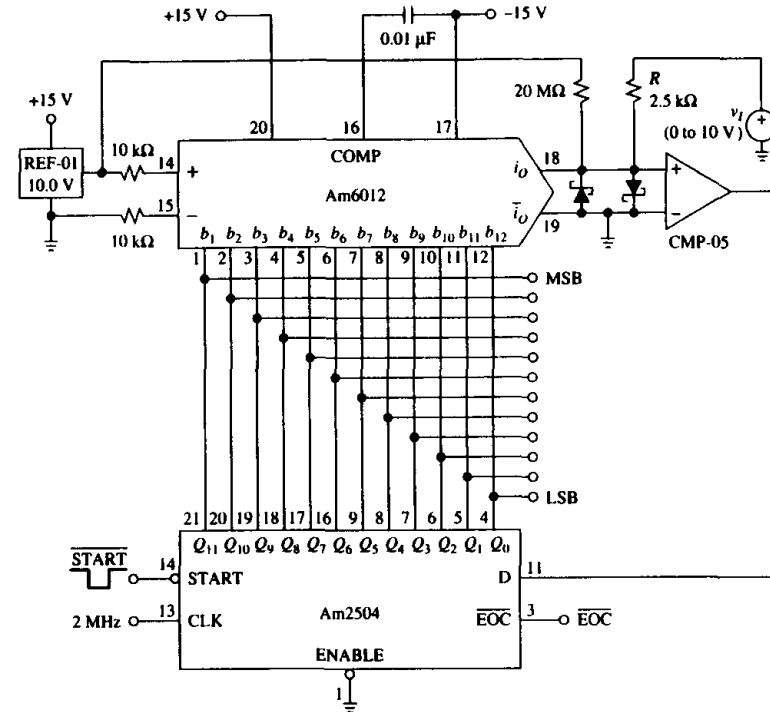 +15 V
–15 V
0.01 µF
+15 V
20
16
17
20 MΩ
R
2.5 kΩ
v_I
(0 to 10 V)
REF-01
10.0 V
10 kΩ
14
+
COMP
i_O
18
+
Am6012
15
−
i̅_O
19
−
10 kΩ
CMP-05
b₁ b₂ b₃ b₄ b₅ b₆ b₇ b₈ b₉ b₁₀ b₁₁ b₁₂
1 2 3 4 5 6 7 8 9 10 11 12
MSB
LSB
21 20 19 18 17 16 9 8 7 6 5 4
Q₁₁ Q₁₀ Q₉ Q₈ Q₇ Q₆ Q₅ Q₄ Q₃ Q₂ Q₁ Q₀
S̅T̅A̅R̅T̅
14
START
D
11
2 MHz
13
CLK
Am2504
E̅O̅C̅
3
E̅O̅C̅
ENABLE
1